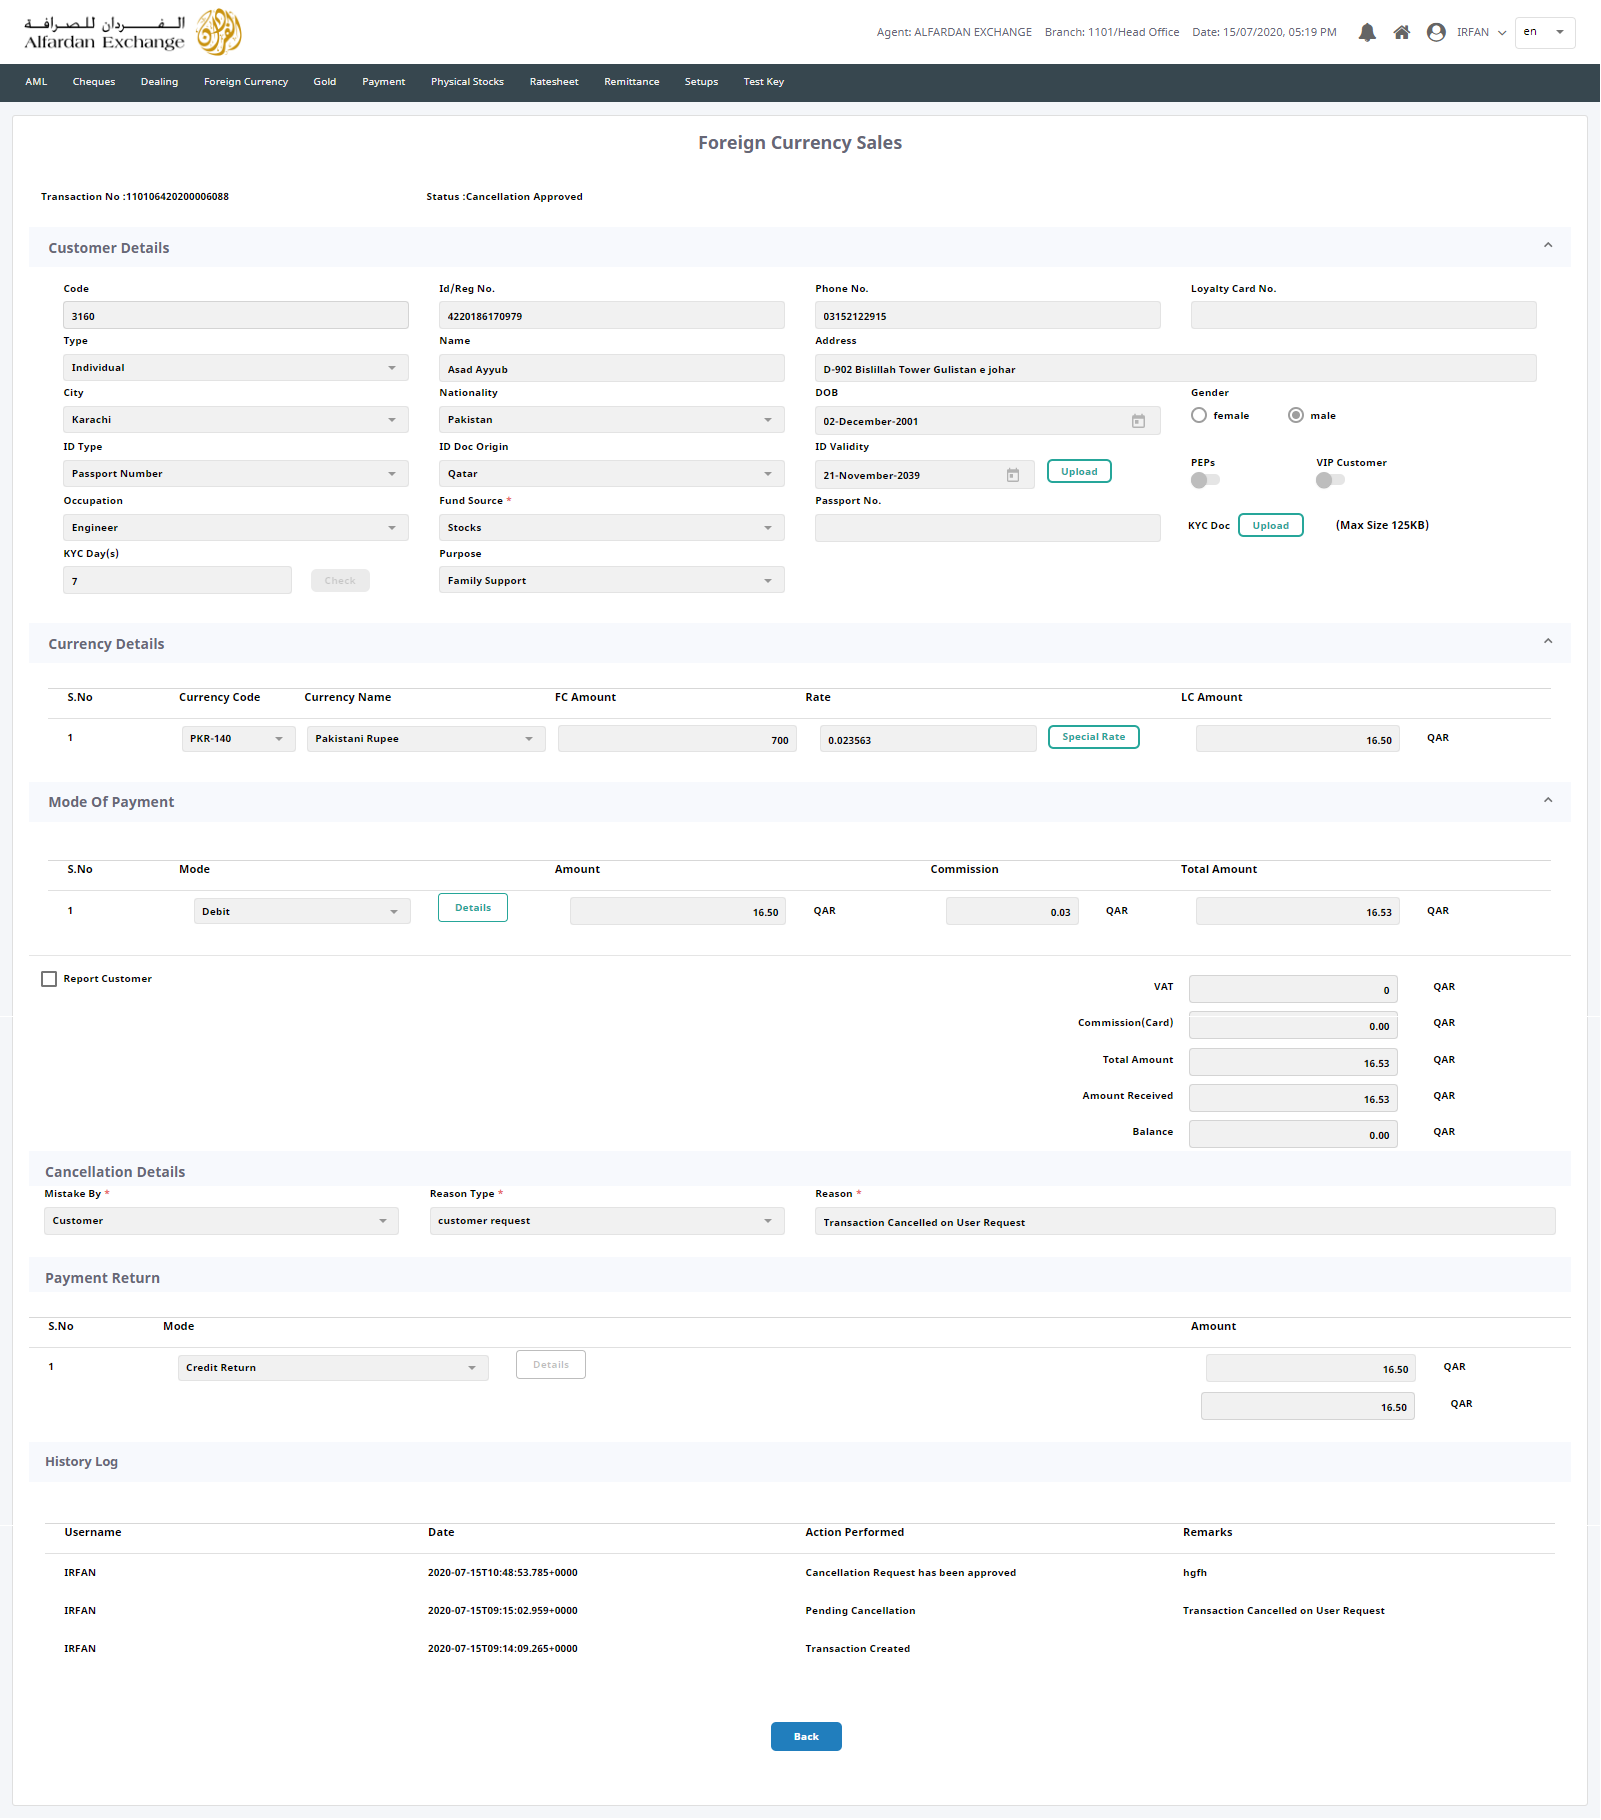 الـفـــردان للـصـرافــة
Alfardan Exchange
Agent: ALFARDAN EXCHANGE Branch: 1101/Head Office Date: 15/07/2020, 05:19 PM IRFAN en
AML Cheques Dealing Foreign Currency Gold Payment Physical Stocks Ratesheet Remittance Setups Test Key
Foreign Currency Sales
Transaction No :110106420200006088 Status :Cancellation Approved
Customer Details
Code Id/Reg No. Phone No. Loyalty Card No.
3160 4220186170979 03152122915
Type Name Address
Individual Asad Ayyub D-902 Bislillah Tower Gulistan e johar
City Nationality DOB Gender
Karachi Pakistan 02-December-2001 female male
ID Type ID Doc Origin ID Validity
Passport Number Qatar 21-November-2039 Upload PEPs VIP Customer
Occupation Fund Source * Passport No.
Engineer Stocks KYC Doc Upload (Max Size 125KB)
KYC Day(s) Purpose
7 Check Family Support
Currency Details
S.No Currency Code Currency Name FC Amount Rate LC Amount
1 PKR-140 Pakistani Rupee 700 0.023563 Special Rate 16.50 QAR
Mode Of Payment
S.No Mode Amount Commission Total Amount
1 Debit Details 16.50 QAR 0.03 QAR 16.53 QAR
Report Customer
VAT 0 QAR
Commission(Card) 0.00 QAR
Total Amount 16.53 QAR
Amount Received 16.53 QAR
Balance 0.00 QAR
Cancellation Details
Mistake By * Reason Type * Reason *
Customer customer request Transaction Cancelled on User Request
Payment Return
S.No Mode Amount
1 Credit Return Details 16.50 QAR
16.50 QAR
History Log
Username Date Action Performed Remarks
IRFAN 2020-07-15T10:48:53.785+0000 Cancellation Request has been approved hgfh
IRFAN 2020-07-15T09:15:02.959+0000 Pending Cancellation Transaction Cancelled on User Request
IRFAN 2020-07-15T09:14:09.265+0000 Transaction Created
Back